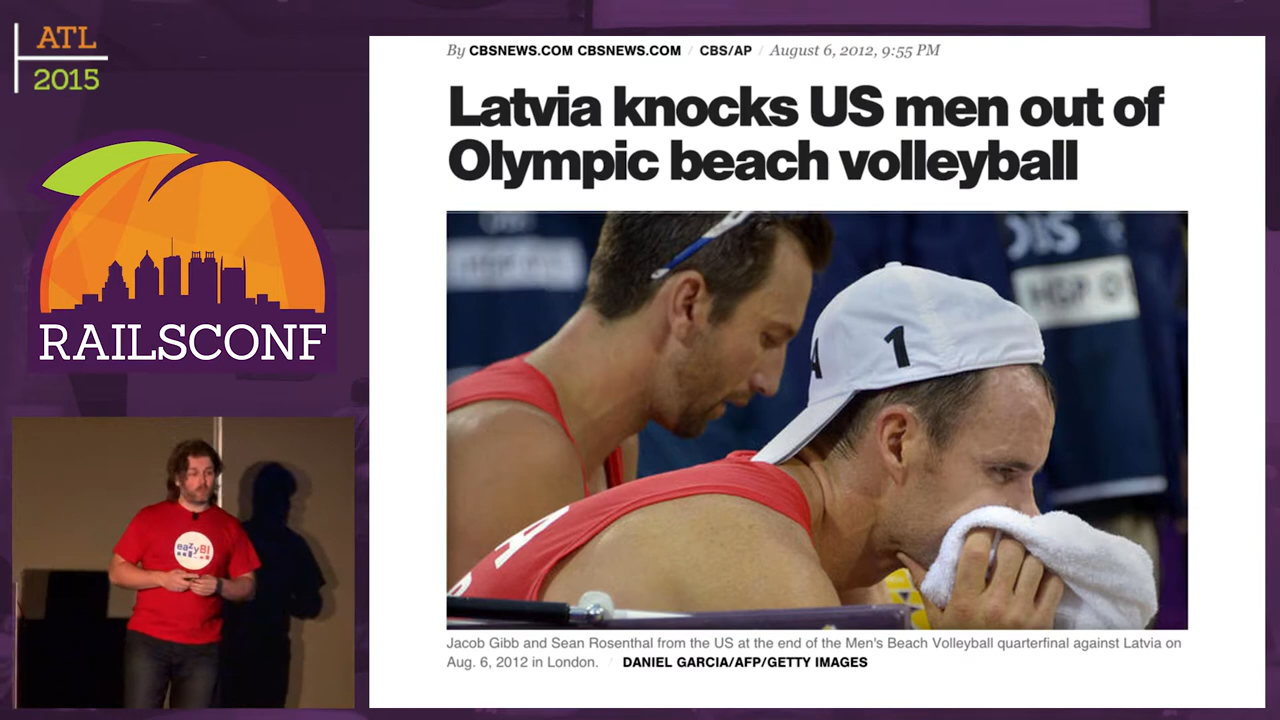 ATL
2015
RAILSCONF
eazyBI
By CBSNEWS.COM CBSNEWS.COM / CBS/AP / August 6, 2012, 9:55 PM
Latvia knocks US men out of
Olympic beach volleyball
1
Jacob Gibb and Sean Rosenthal from the US at the end of the Men's Beach Volleyball quarterfinal against Latvia on
Aug. 6, 2012 in London. / DANIEL GARCIA/AFP/GETTY IMAGES